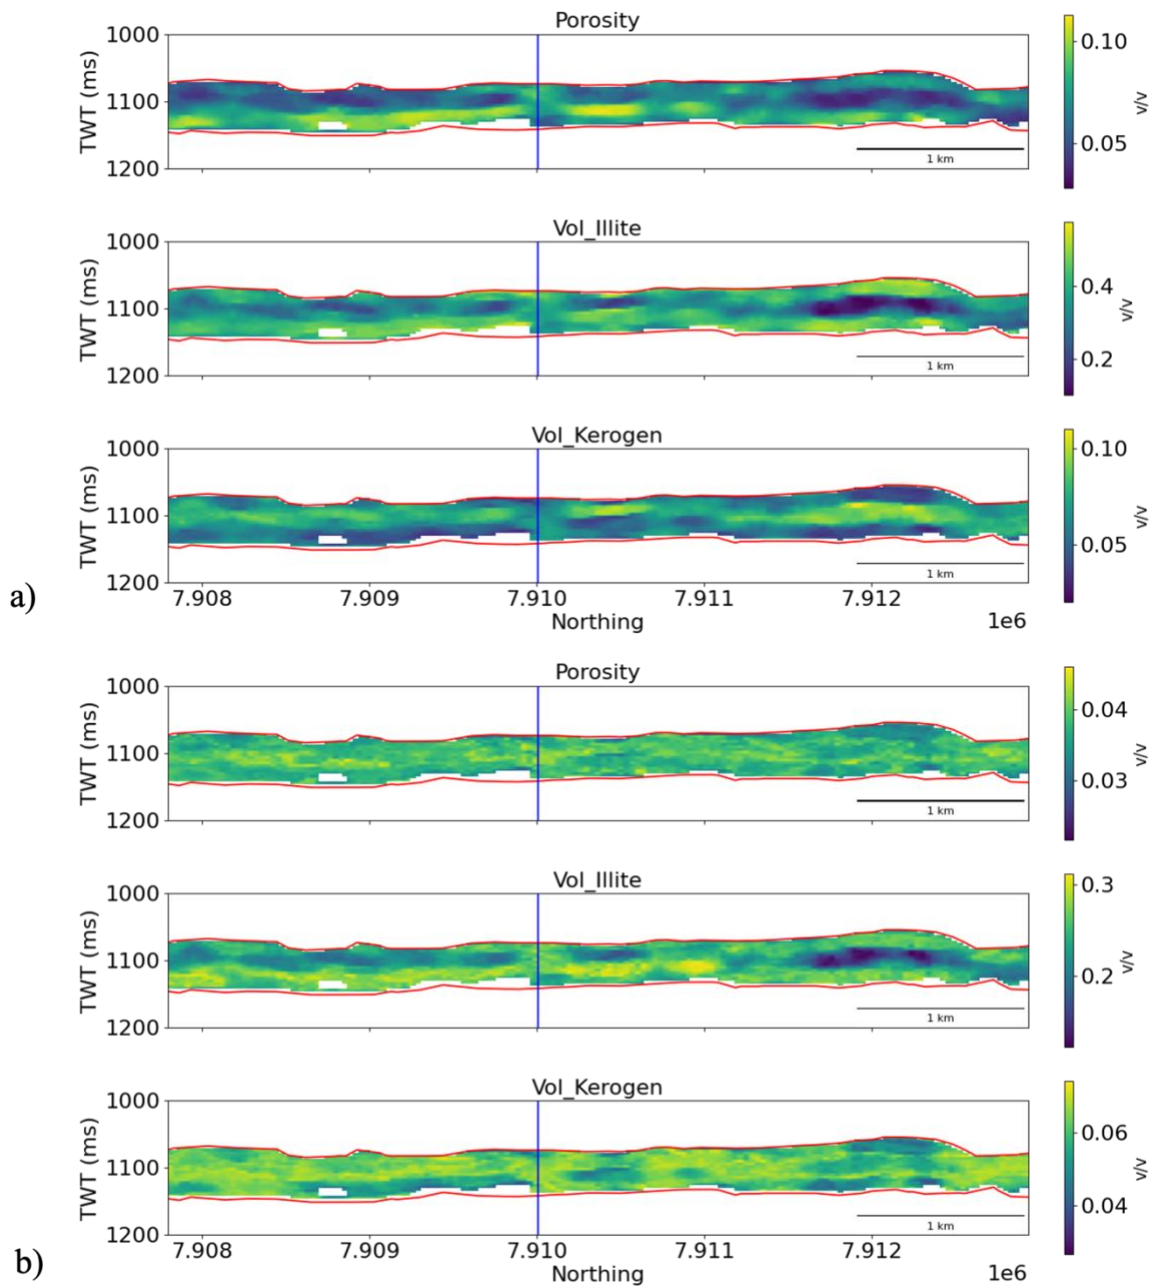 Porosity
1000
1100
1200
TWT (ms)
1 km
0.10
0.05
v/v
Vol_Illite
1000
1100
1200
TWT (ms)
1 km
0.4
0.2
v/v
Vol_Kerogen
1000
1100
1200
TWT (ms)
1 km
0.10
0.05
v/v
a)
7.908 7.909 7.910 7.911 7.912
Northing
1e6
Porosity
1000
1100
1200
TWT (ms)
1 km
0.04
0.03
v/v
Vol_Illite
1000
1100
1200
TWT (ms)
1 km
0.3
0.2
v/v
Vol_Kerogen
1000
1100
1200
TWT (ms)
1 km
0.06
0.04
v/v
b)
7.908 7.909 7.910 7.911 7.912
Northing
1e6